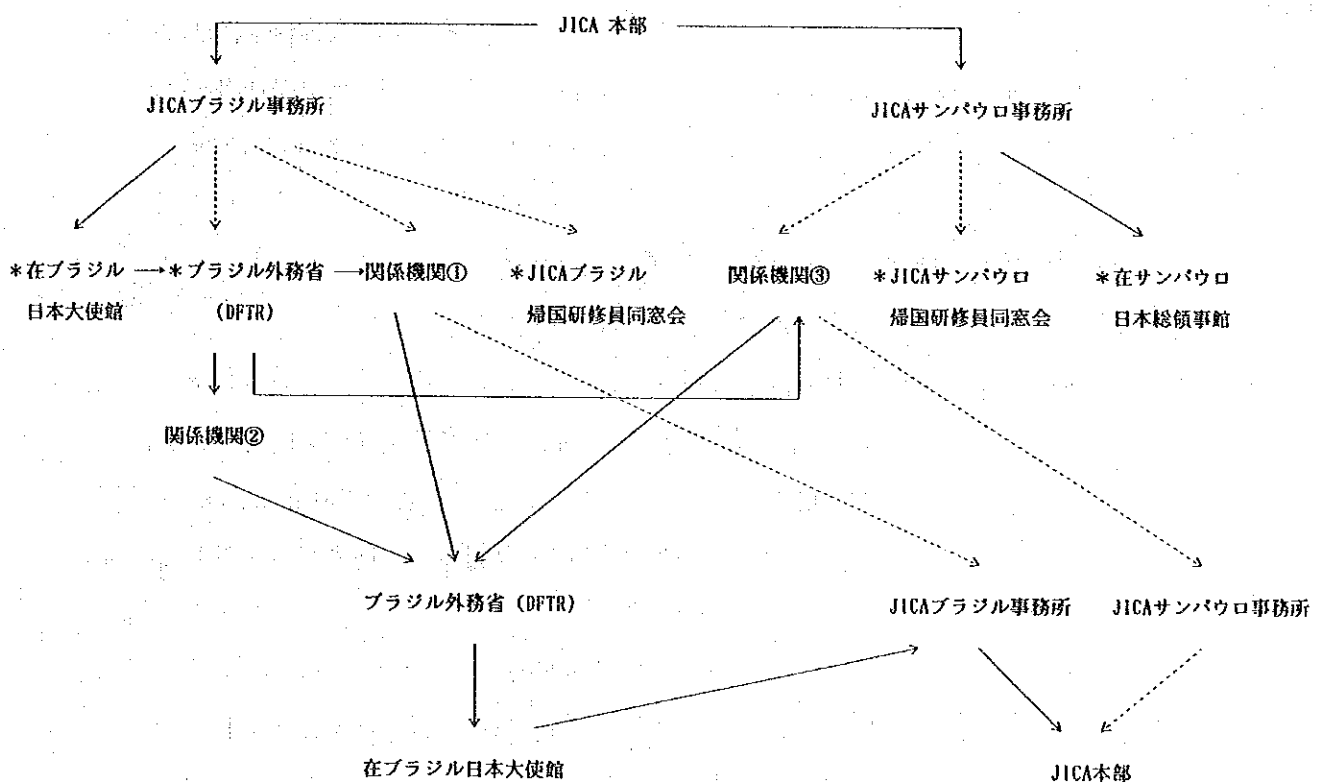 JICA 本部
JICAブラジル事務所
JICAサンパウロ事務所
*在ブラジル
日本大使館
*ブラジル外務省
(DFTR)
関係機関①
*JICAブラジル
帰国研修員同窓会
関係機関③
*JICAサンパウロ
帰国研修員同窓会
*在サンパウロ
日本総領事館
関係機関②
ブラジル外務省 (DFTR)
JICAブラジル事務所
JICAサンパウロ事務所
在ブラジル日本大使館
JICA本部